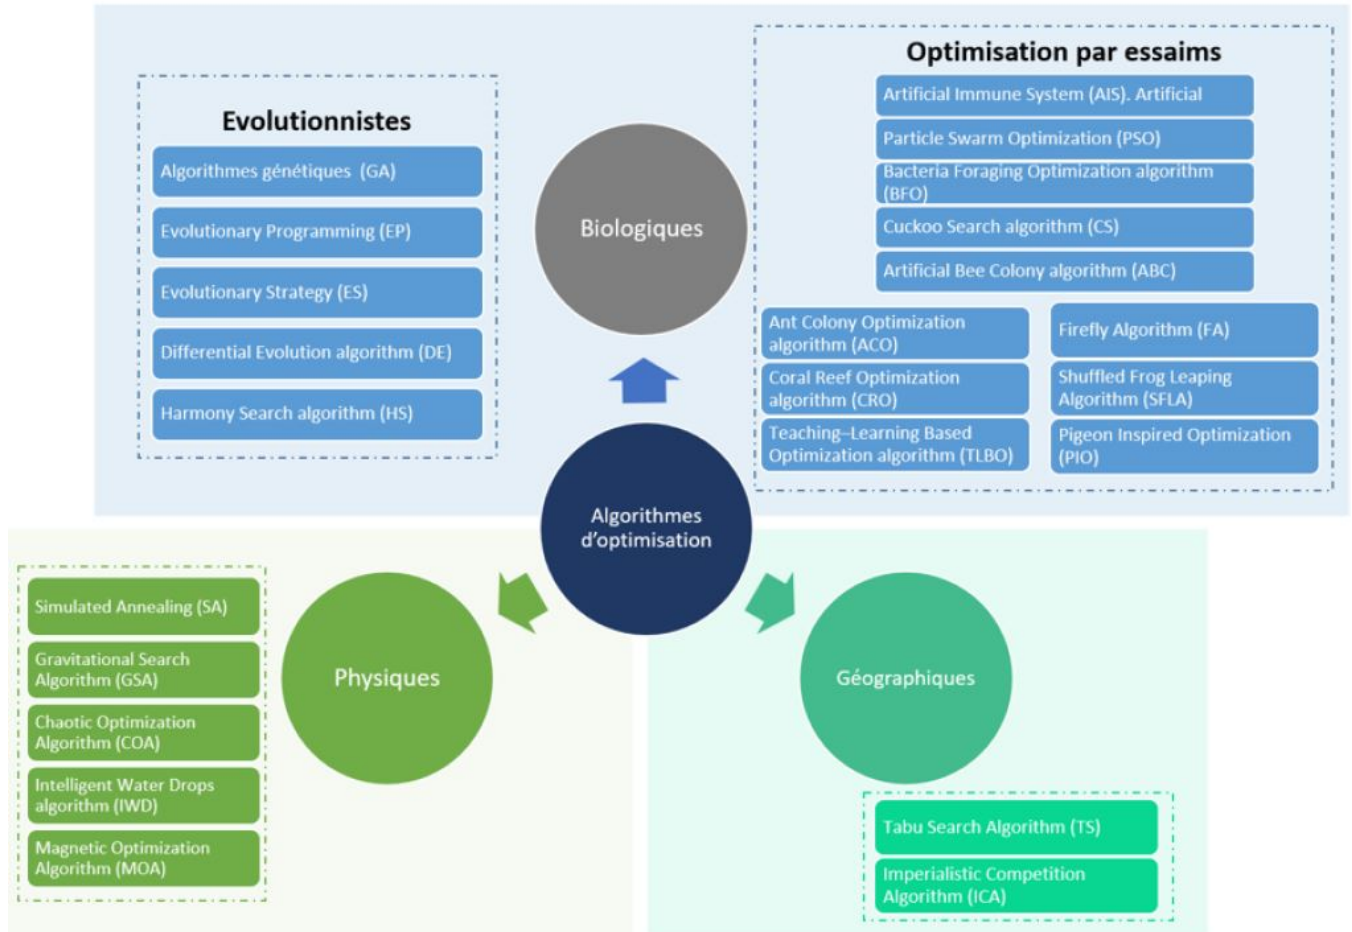 Evolutionnistes
Algorithmes génétiques (GA)
Evolutionary Programming (EP)
Evolutionary Strategy (ES)
Differential Evolution algorithm (DE)
Harmony Search algorithm (HS)
Biologiques
Optimisation par essaims
Artificial Immune System (AIS). Artificial
Particle Swarm Optimization (PSO)
Bacteria Foraging Optimization algorithm
(BFO)
Cuckoo Search algorithm (CS)
Artificial Bee Colony algorithm (ABC)
Ant Colony Optimization
algorithm (ACO)
Coral Reef Optimization
algorithm (CRO)
Teaching–Learning Based
Optimization algorithm (TLBO)
Firefly Algorithm (FA)
Shuffled Frog Leaping
Algorithm (SFLA)
Pigeon Inspired Optimization
(PIO)
Algorithmes
d’optimisation
Simulated Annealing (SA)
Gravitational Search
Algorithm (GSA)
Chaotic Optimization
Algorithm (COA)
Intelligent Water Drops
algorithm (IWD)
Magnetic Optimization
Algorithm (MOA)
Physiques
Géographiques
Tabu Search Algorithm (TS)
Imperialistic Competition
Algorithm (ICA)